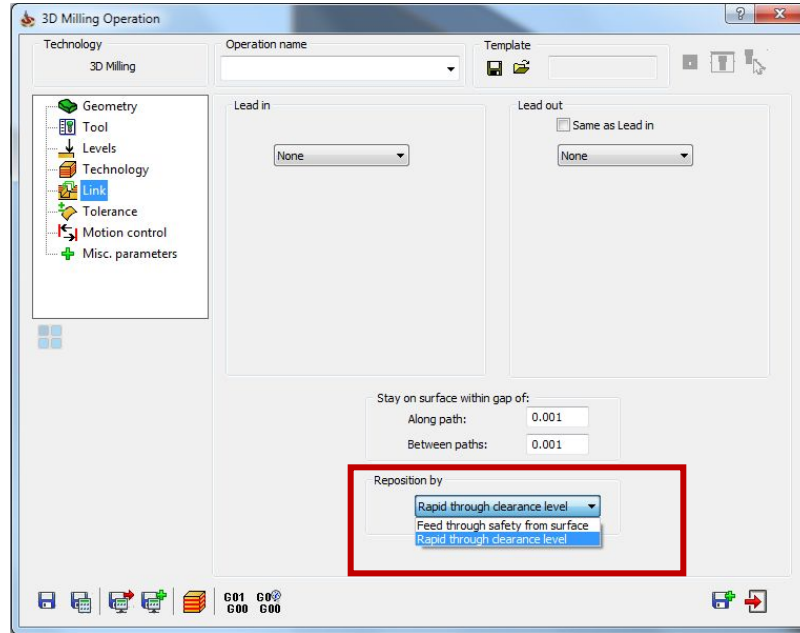 3D Milling Operation
Technology
3D Milling
Operation name
Template
Geometry
Tool
Levels
Technology
Link
Tolerance
Motion control
Misc. parameters
Lead in
None
Lead out
Same as Lead in
None
Stay on surface within gap of:
Along path: 0.001
Between paths: 0.001
Reposition by
Rapid through clearance level
Feed through safety from surface
Rapid through clearance level
G01 G0
G00 G00